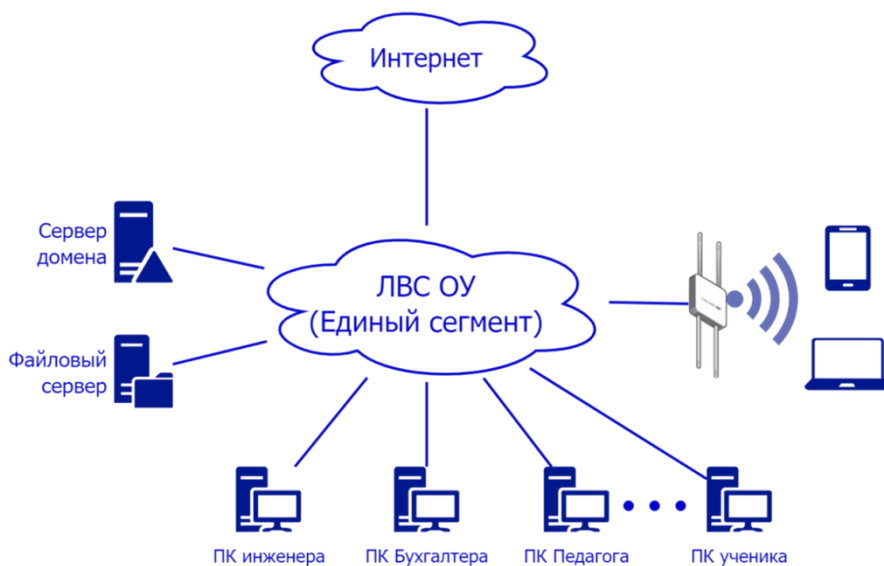 Интернет
Сервер
домена
ЛВС ОУ
(Единый сегмент)
Файловый
сервер
ПК инженера
ПК Бухгалтера
ПК Педагога
ПК ученика